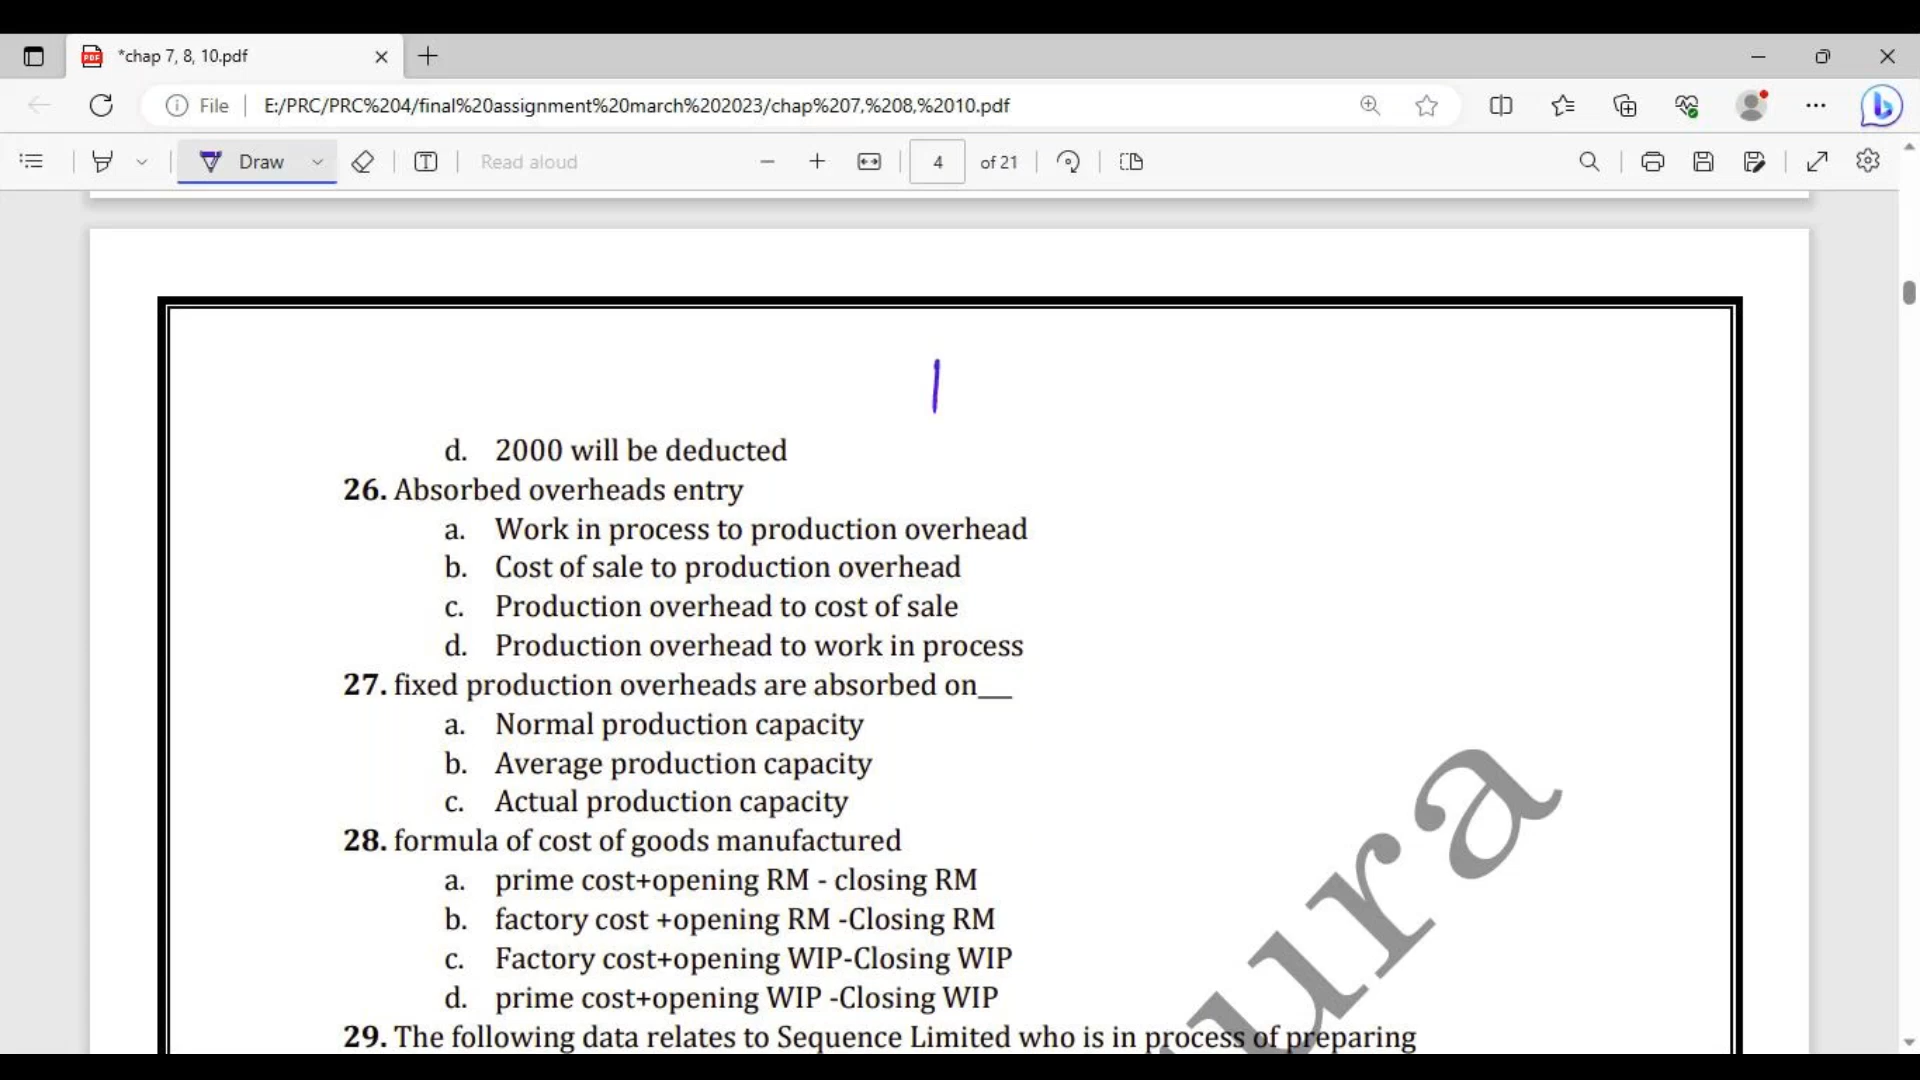 *chap 7, 8, 10.pdf
File E:/PRC/PRC%204/final%20assignment%20march%202023/chap%207,%208,%2010.pdf
Draw Read aloud 4 of 21
d. 2000 will be deducted
26. Absorbed overheads entry
a. Work in process to production overhead
b. Cost of sale to production overhead
c. Production overhead to cost of sale
d. Production overhead to work in process
27. fixed production overheads are absorbed on___
a. Normal production capacity
b. Average production capacity
c. Actual production capacity
28. formula of cost of goods manufactured
a. prime cost+opening RM - closing RM
b. factory cost +opening RM -Closing RM
c. Factory cost+opening WIP-Closing WIP
d. prime cost+opening WIP -Closing WIP
29. The following data relates to Sequence Limited who is in process of preparing
ura